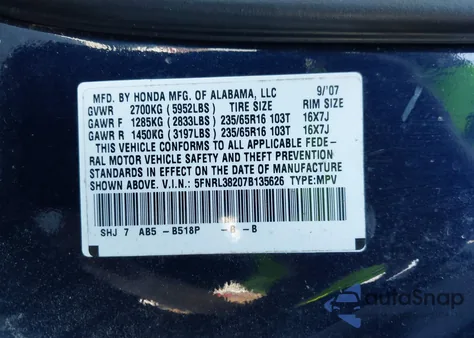 MFD. BY HONDA MFG. OF ALABAMA, LLC 9/'07
GVWR 2700KG (5952LBS) TIRE SIZE RIM SIZE
GAWR F 1285KG (2833LBS) 235/65R16 103T 16X7J
GAWR R 1450KG (3197LBS) 235/65R16 103T 16X7J
THIS VEHICLE CONFORMS TO ALL APPLICABLE FEDE-
RAL MOTOR VEHICLE SAFETY AND THEFT PREVENTION
STANDARDS IN EFFECT ON THE DATE OF MANUFACTURE
SHOWN ABOVE. V.I.N.: 5FNRL38207B135626 TYPE:MPV
SHJ 7 AB5 -B518P -B -B
autoSnap